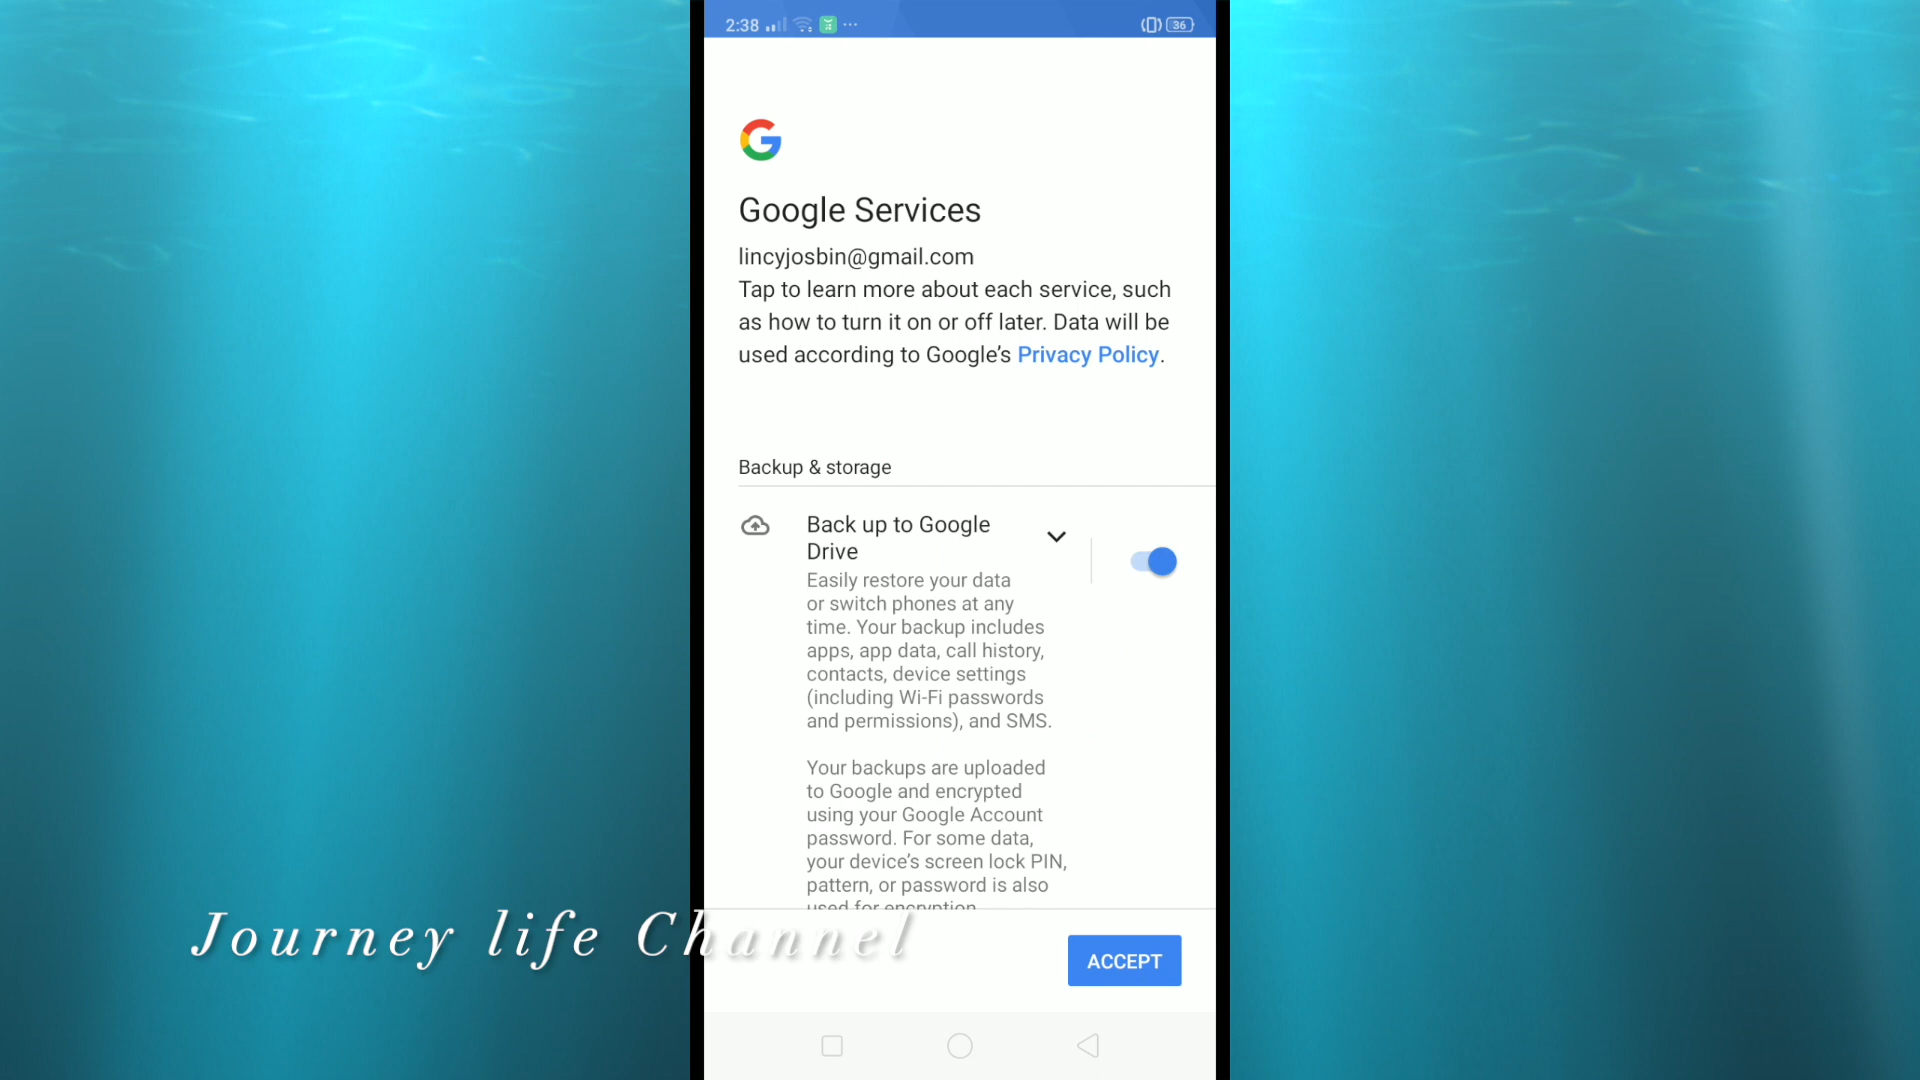 2:38
36
Google Services
lincyjosbin@gmail.com
Tap to learn more about each service, such
as how to turn it on or off later. Data will be
used according to Google’s Privacy Policy.
Backup & storage
Back up to Google
Drive
Easily restore your data
or switch phones at any
time. Your backup includes
apps, app data, call history,
contacts, device settings
(including Wi-Fi passwords
and permissions), and SMS.
Your backups are uploaded
to Google and encrypted
using your Google Account
password. For some data,
your device’s screen lock PIN,
pattern, or password is also
used for encryption.
Journey life Channel
ACCEPT